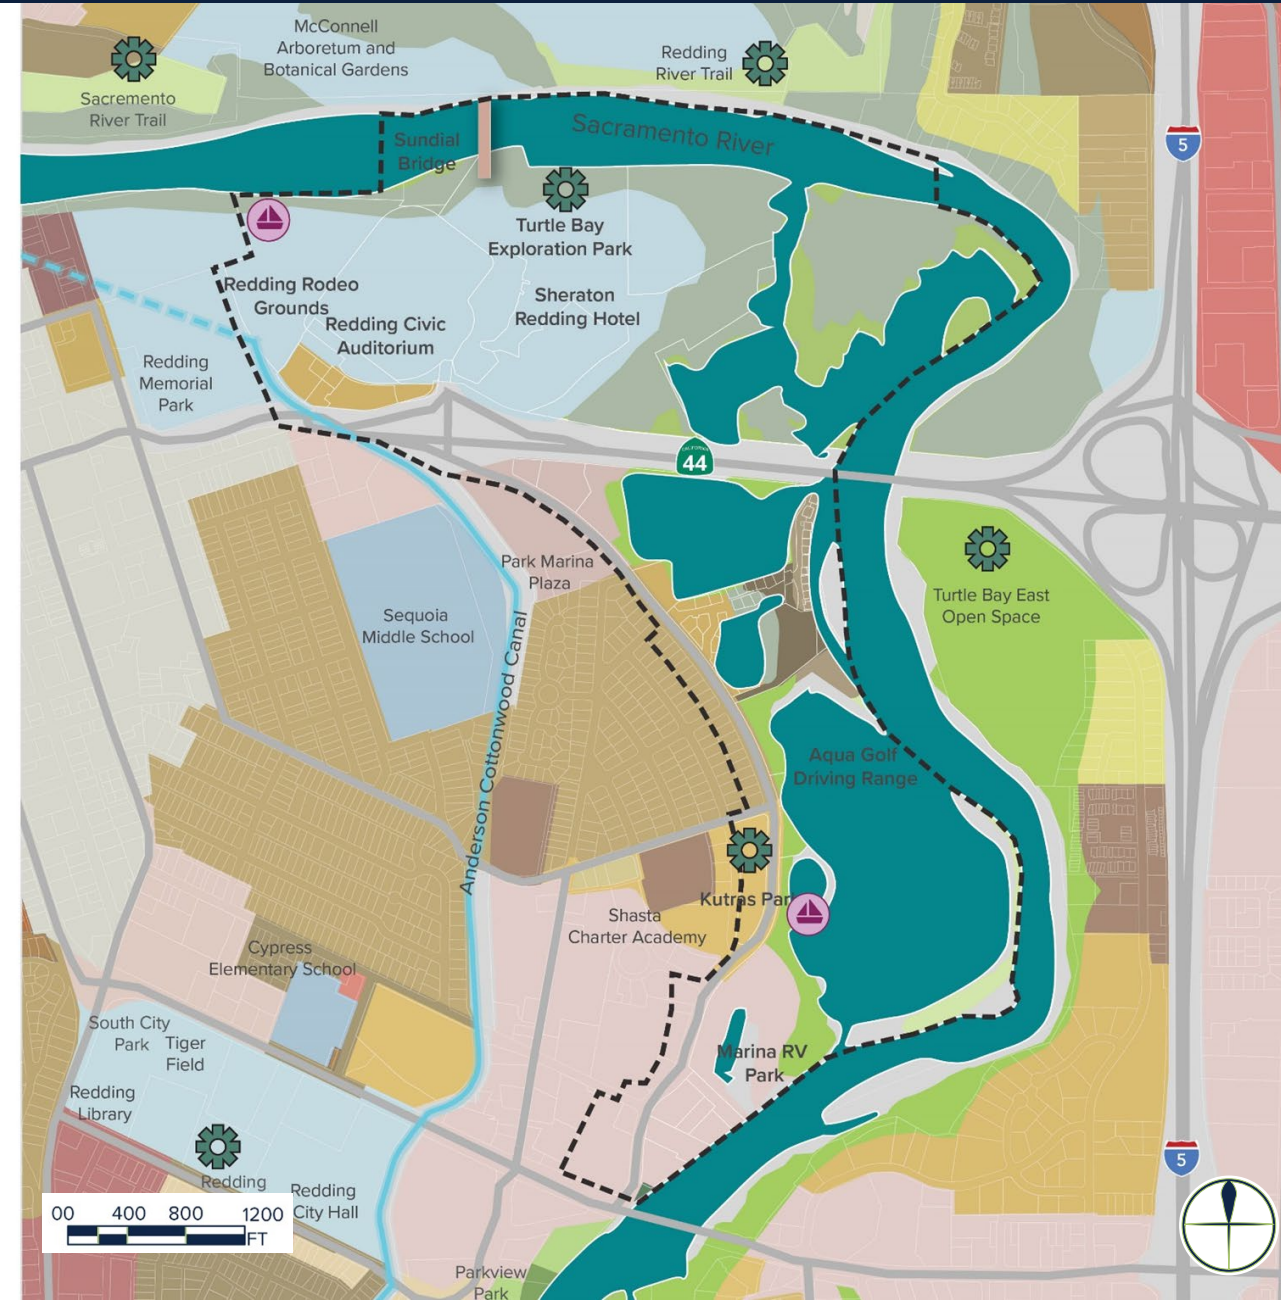 McConnell
Arboretum and
Botanical Gardens
Redding
River Trail
Sacremento
River Trail
Sundial
Bridge
Sacramento River
5
Turtle Bay
Exploration Park
Redding Rodeo
Grounds
Sheraton
Redding Hotel
Redding Civic
Auditorium
Redding
Memorial
Park
CALIFORNIA
44
Park Marina
Plaza
Sequoia
Middle School
Turtle Bay East
Open Space
Anderson Cottonwood Canal
Aqua Golf
Driving Range
Kutras Par
Shasta
Charter Academy
Cypress
Elementary School
South City
Park
Tiger
Field
Marina RV
Park
Redding
Library
5
Redding
Redding
City Hall
00 400 800 1200
FT
Parkview
Park